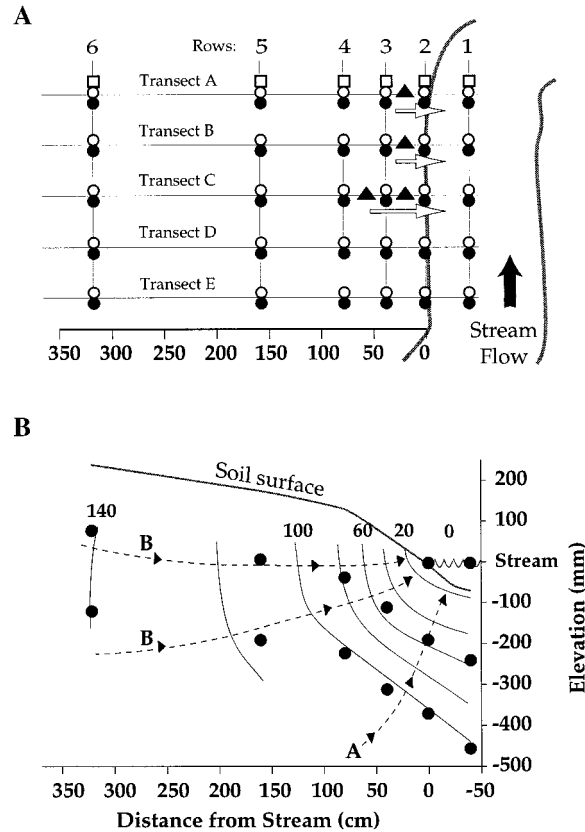 A
6 Rows: 5 4 3 2 1
Transect A
Transect B
Transect C
Transect D
Transect E
Stream
Flow
350 300 250 200 150 100 50 0
B
Soil surface
140 100 60 20 0
B
B
A
200
100
Stream
-100
-200
-300
-400
-500
Elevation (mm)
350 300 250 200 150 100 50 0 -50
Distance from Stream (cm)